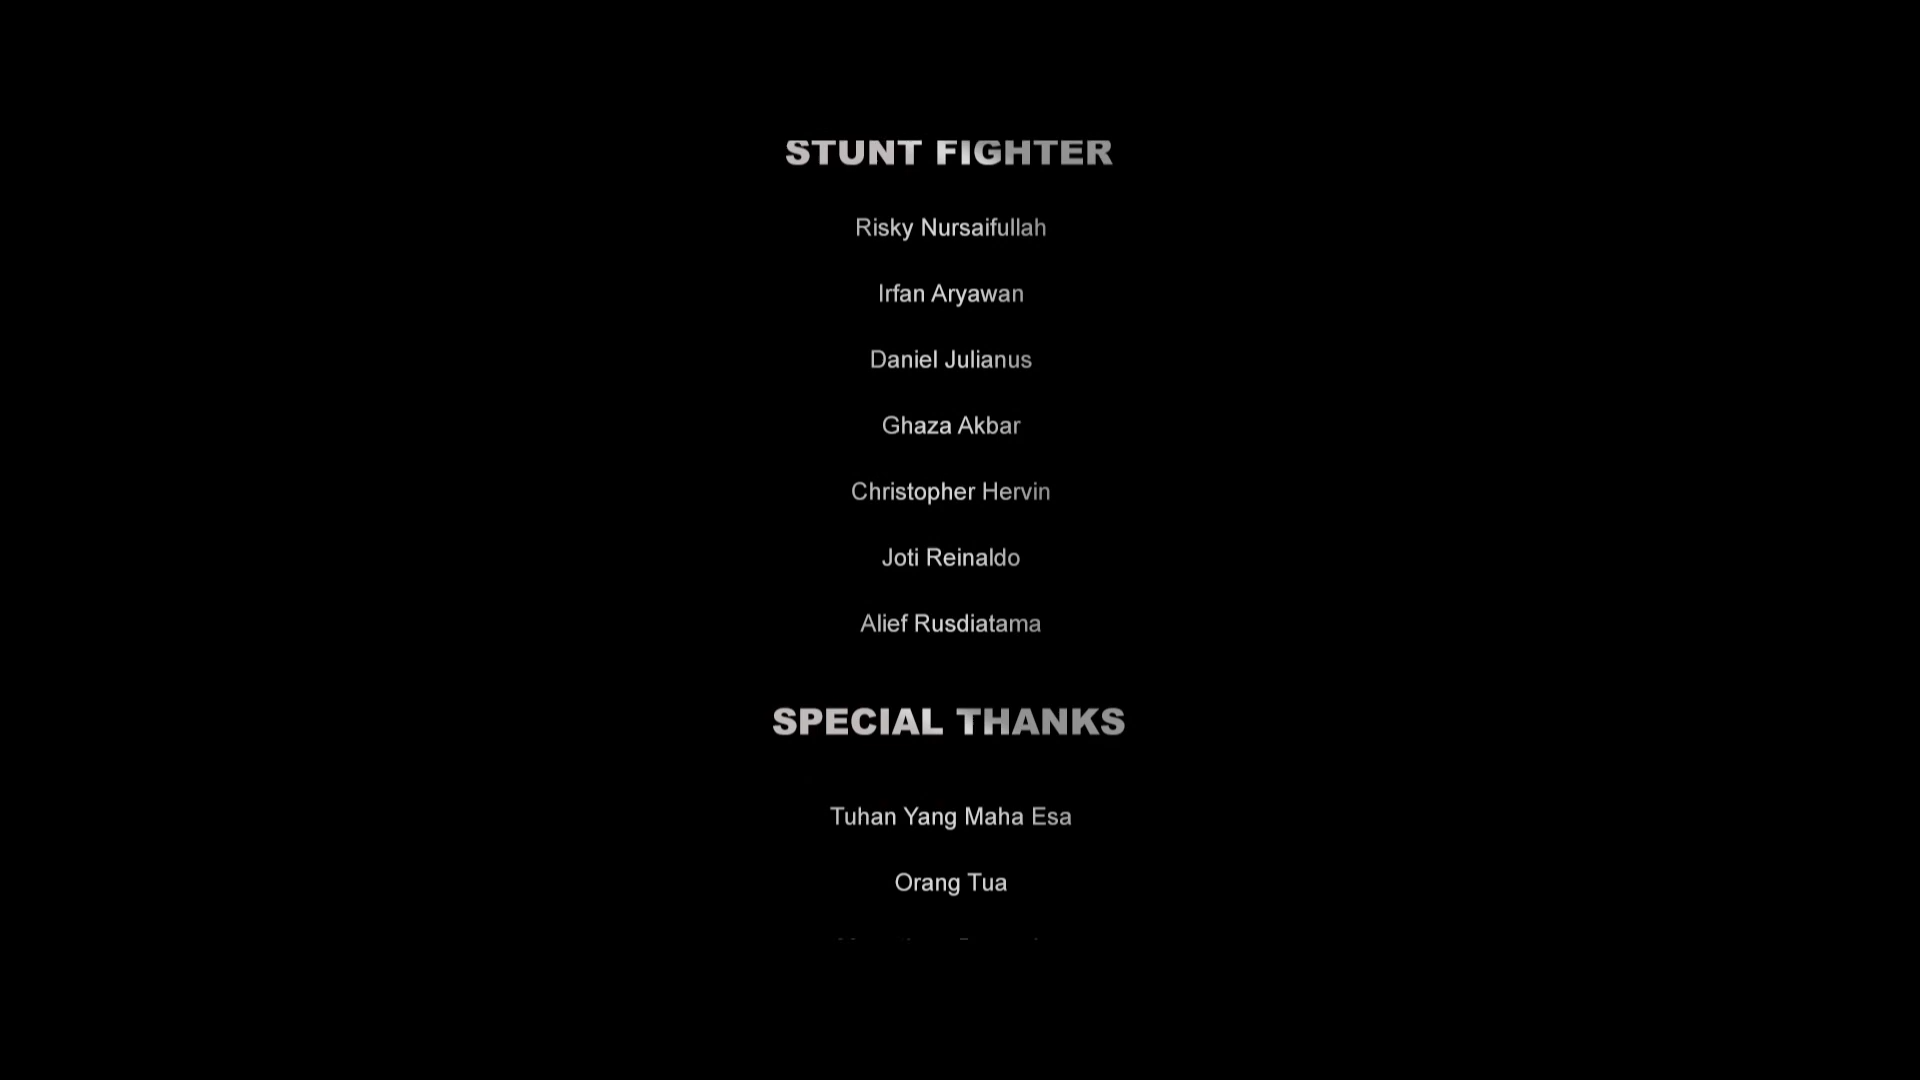 STUNT FIGHTER
Risky Nursaifullah
Irfan Aryawan
Daniel Julianus
Ghaza Akbar
Christopher Hervin
Joti Reinaldo
Alief Rusdiatama
SPECIAL THANKS
Tuhan Yang Maha Esa
Orang Tua